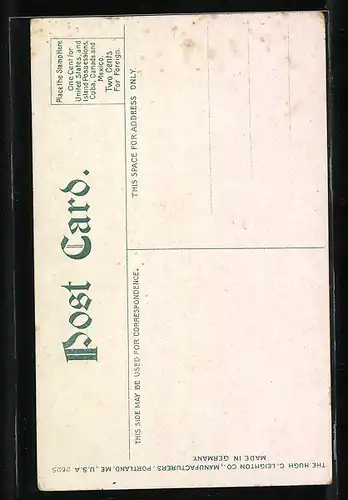 Post Card.
Place the Stamp Here
One Cent for
United States, and
Island Possessions,
Cuba, Canada and
Mexico.
Two Cents
For Foreign.
THIS SIDE MAY BE USED FOR CORRESPONDENCE.
THIS SPACE FOR ADDRESS ONLY.
THE HUGH C. LEIGHTON CO., MANUFACTURERS, PORTLAND, ME., U.S.A. 2625
MADE IN GERMANY